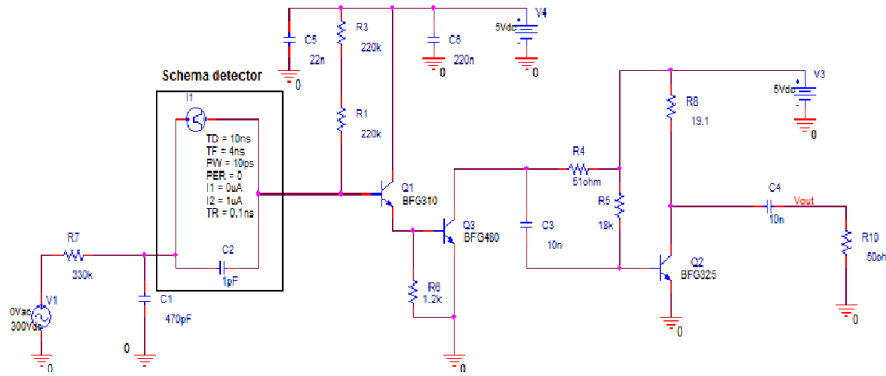 V4
5Vdc
0
C5
22n
0
R3
220k
C6
220n
0
Schema detector
I1
TD = 10ns
TF = 4ns
PW = 10ps
PER = 0
I1 = 0uA
I2 = 1uA
TR = 0.1ns
R1
220k
V3
5Vdc
0
R8
19.1
R4
51ohm
Q1
BFG310
Q3
BFG480
R5
18k
C4
10n
Vout
C3
10n
R7
330k
C2
1pF
Q2
BFG325
R10
R6
1.2k
V1
0Vac
300Vdc
C1
470pF
0
0
0
0
0